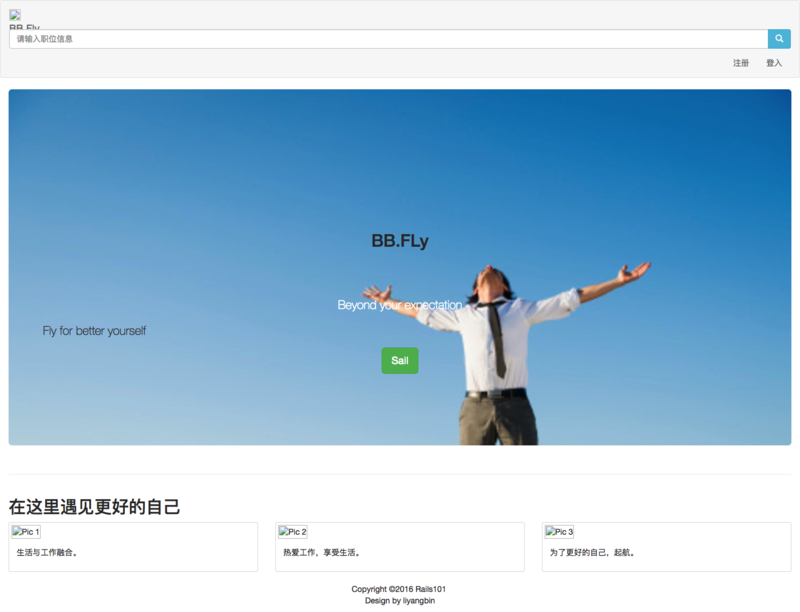 BB.Fly
请输入职位信息
注册 登入
BB.FLy
Beyond your expectation
Fly for better yourself
Sail
在这里遇见更好的自己
Pic 1
Pic 2
Pic 3
生活与工作融合。
热爱工作，享受生活。
为了更好的自己，起航。
Copyright ©2016 Rails101
Design by liyangbin